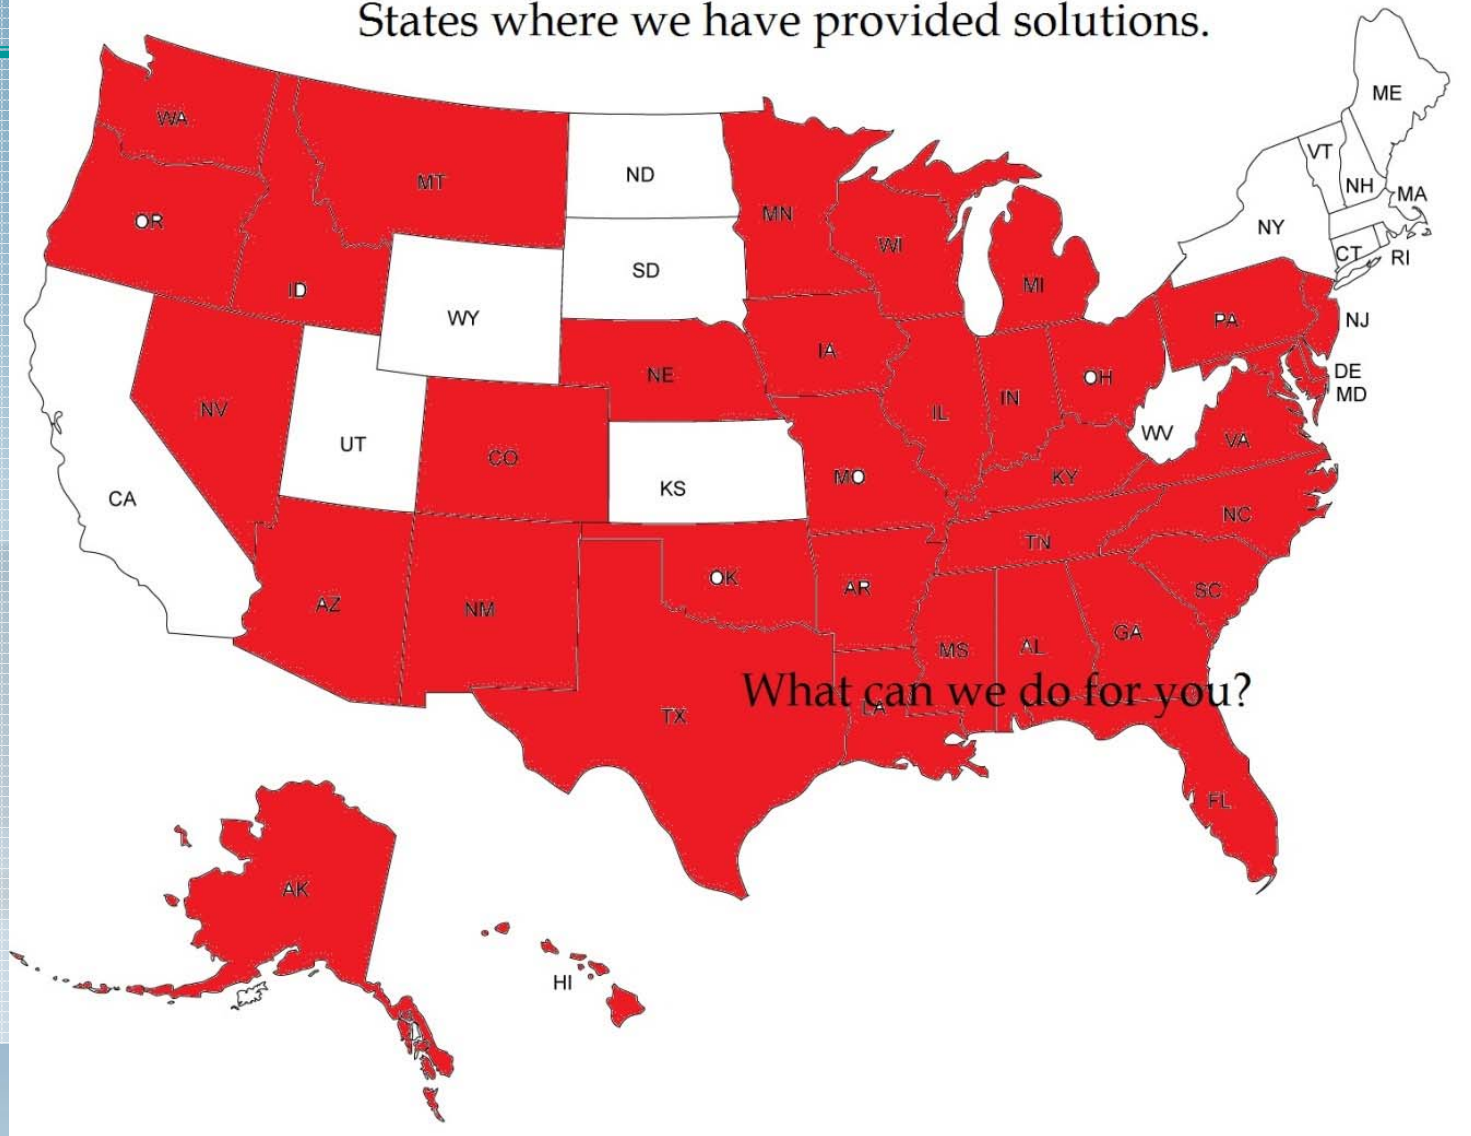 States where we have provided solutions.
ME
WA
VT
ND
MT
NH
MA
MN
OR
NY
WI
CT
RI
SD
MI
ID
WY
PA
NJ
IA
DE
NE
OH
MD
IN
NV
IL
WV
VA
UT
CO
KY
MO
KS
CA
NC
TN
OK
AR
SC
AZ
NM
GA
MS
AL
What can we do for you?
LA
TX
FL
AK
HI